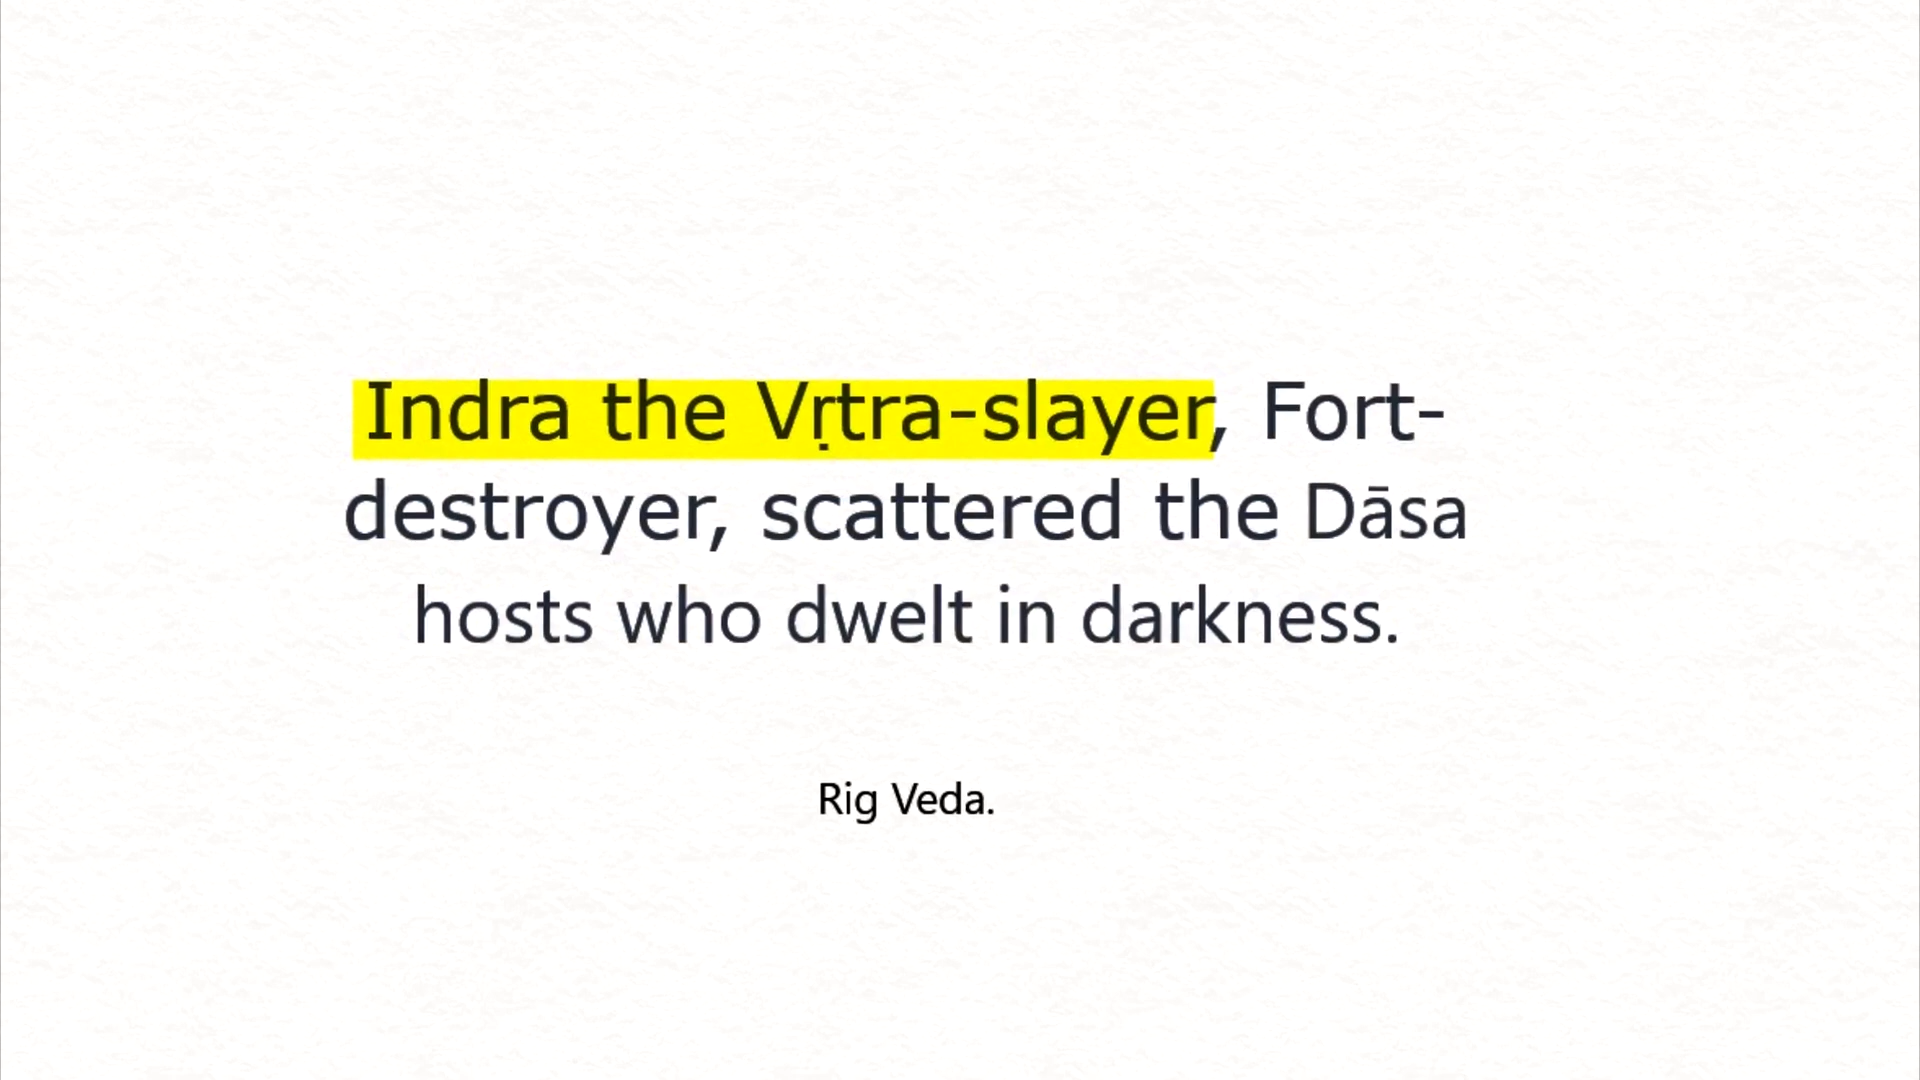 Indra the Vṛtra-slayer, Fort-
destroyer, scattered the Dāsa
hosts who dwelt in darkness.
Rig Veda.